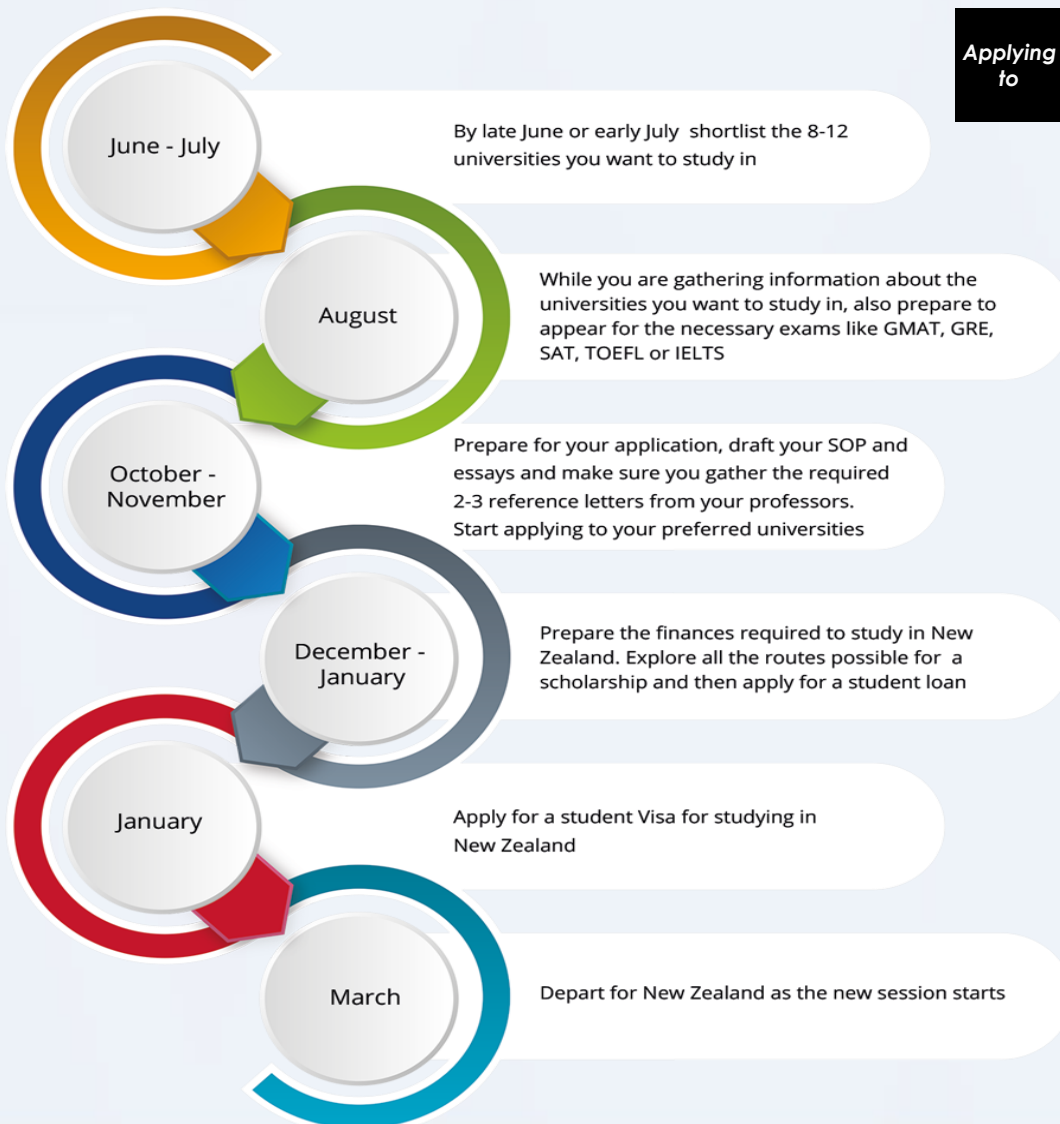 Applying
to
June - July
By late June or early July shortlist the 8-12
universities you want to study in
August
While you are gathering information about the
universities you want to study in, also prepare to
appear for the necessary exams like GMAT, GRE,
SAT, TOEFL or IELTS
October -
November
Prepare for your application, draft your SOP and
essays and make sure you gather the required
2-3 reference letters from your professors.
Start applying to your preferred universities
December -
January
Prepare the finances required to study in New
Zealand. Explore all the routes possible for a
scholarship and then apply for a student loan
January
Apply for a student Visa for studying in
New Zealand
March
Depart for New Zealand as the new session starts